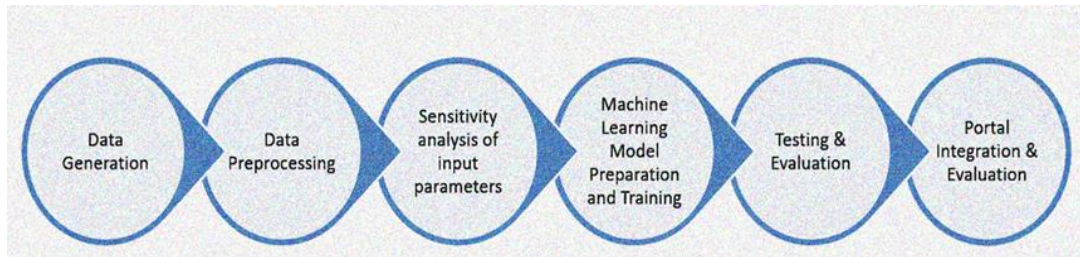 Data
Generation
Data
Preprocessing
Sensitivity
analysis of
input
parameters
Machine
Learning
Model
Preparation
and Training
Testing &
Evaluation
Portal
Integration &
Evaluation